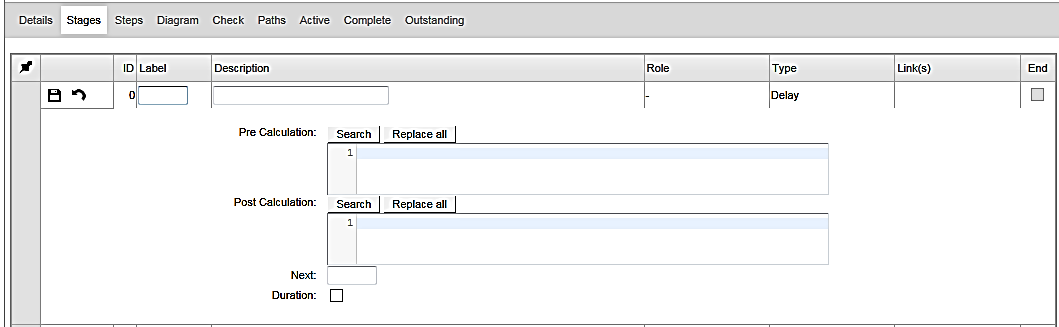 Details Stages Steps Diagram Check Paths Active Complete Outstanding
ID Label Description Role Type Link(s) End
0 - Delay
Pre Calculation: Search Replace all
1
Post Calculation: Search Replace all
1
Next:
Duration: